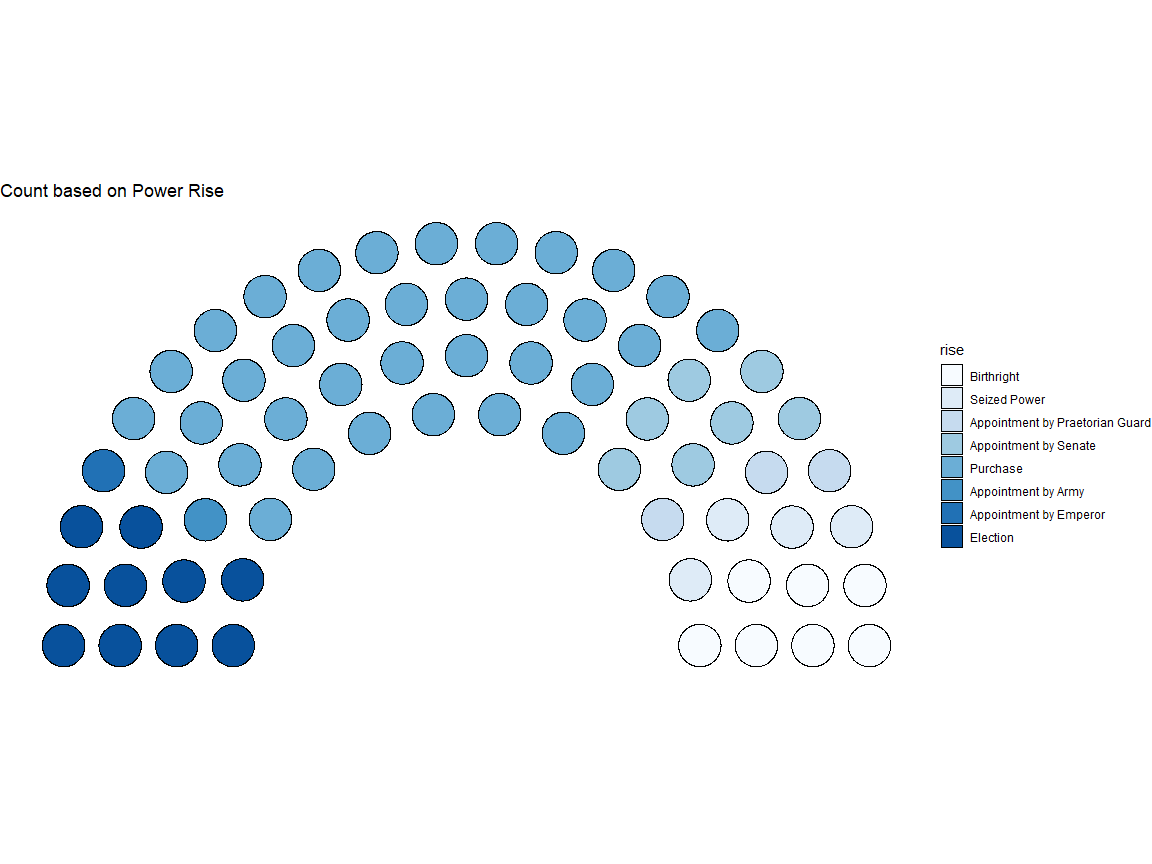 Count based on Power Rise
rise
Birthright
Seized Power
Appointment by Praetorian Guard
Appointment by Senate
Purchase
Appointment by Army
Appointment by Emperor
Election